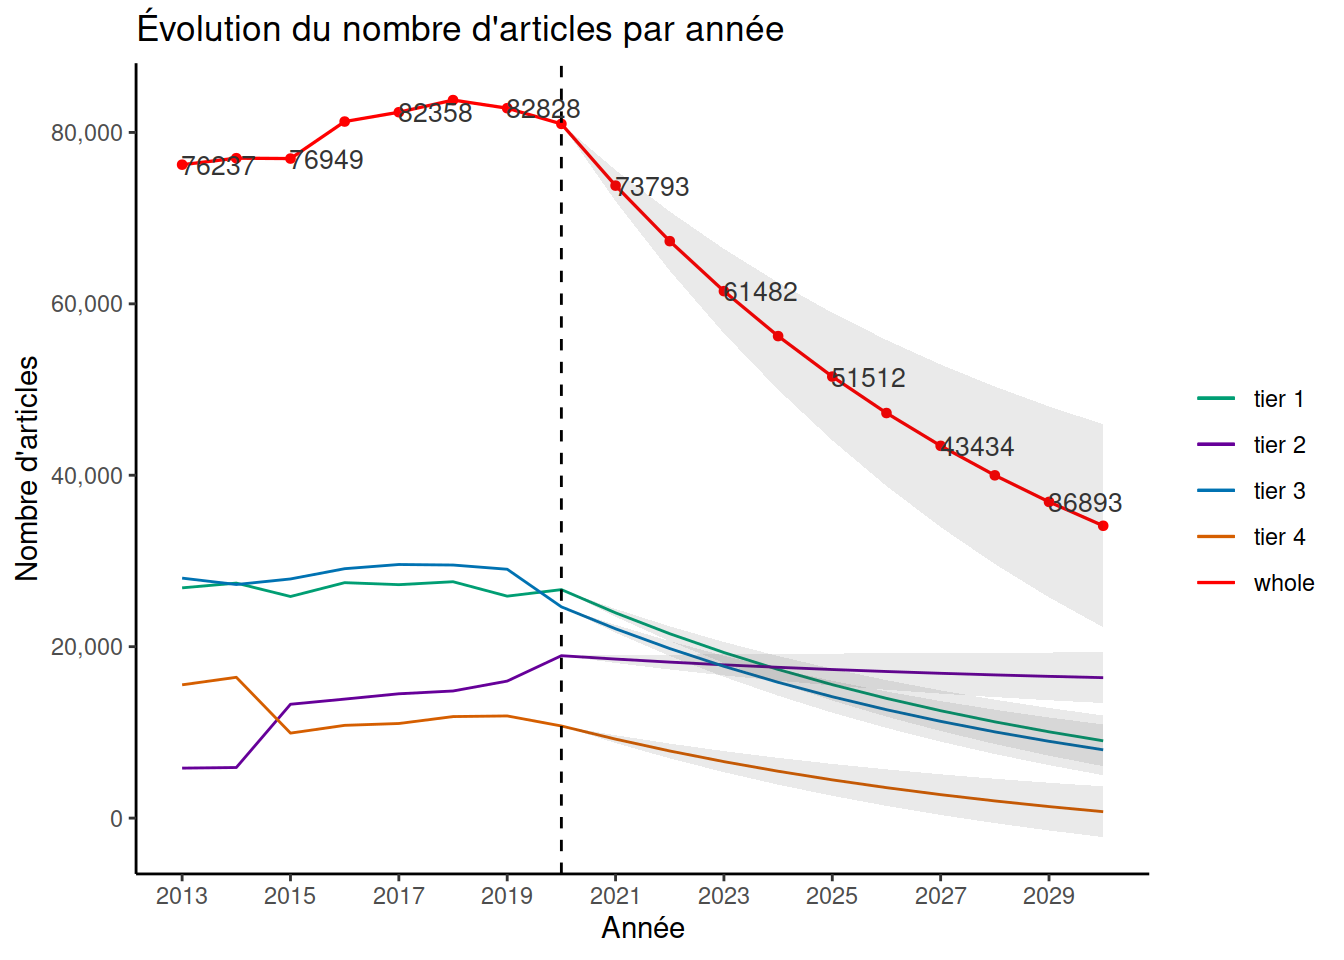 Évolution du nombre d'articles par année
Nombre d'articles
80,000
60,000
40,000
20,000
0
76237
76949
82358
82828
73793
61482
51512
43434
36893
2013
2015
2017
2019
2021
2023
2025
2027
2029
Année
tier 1
tier 2
tier 3
tier 4
whole